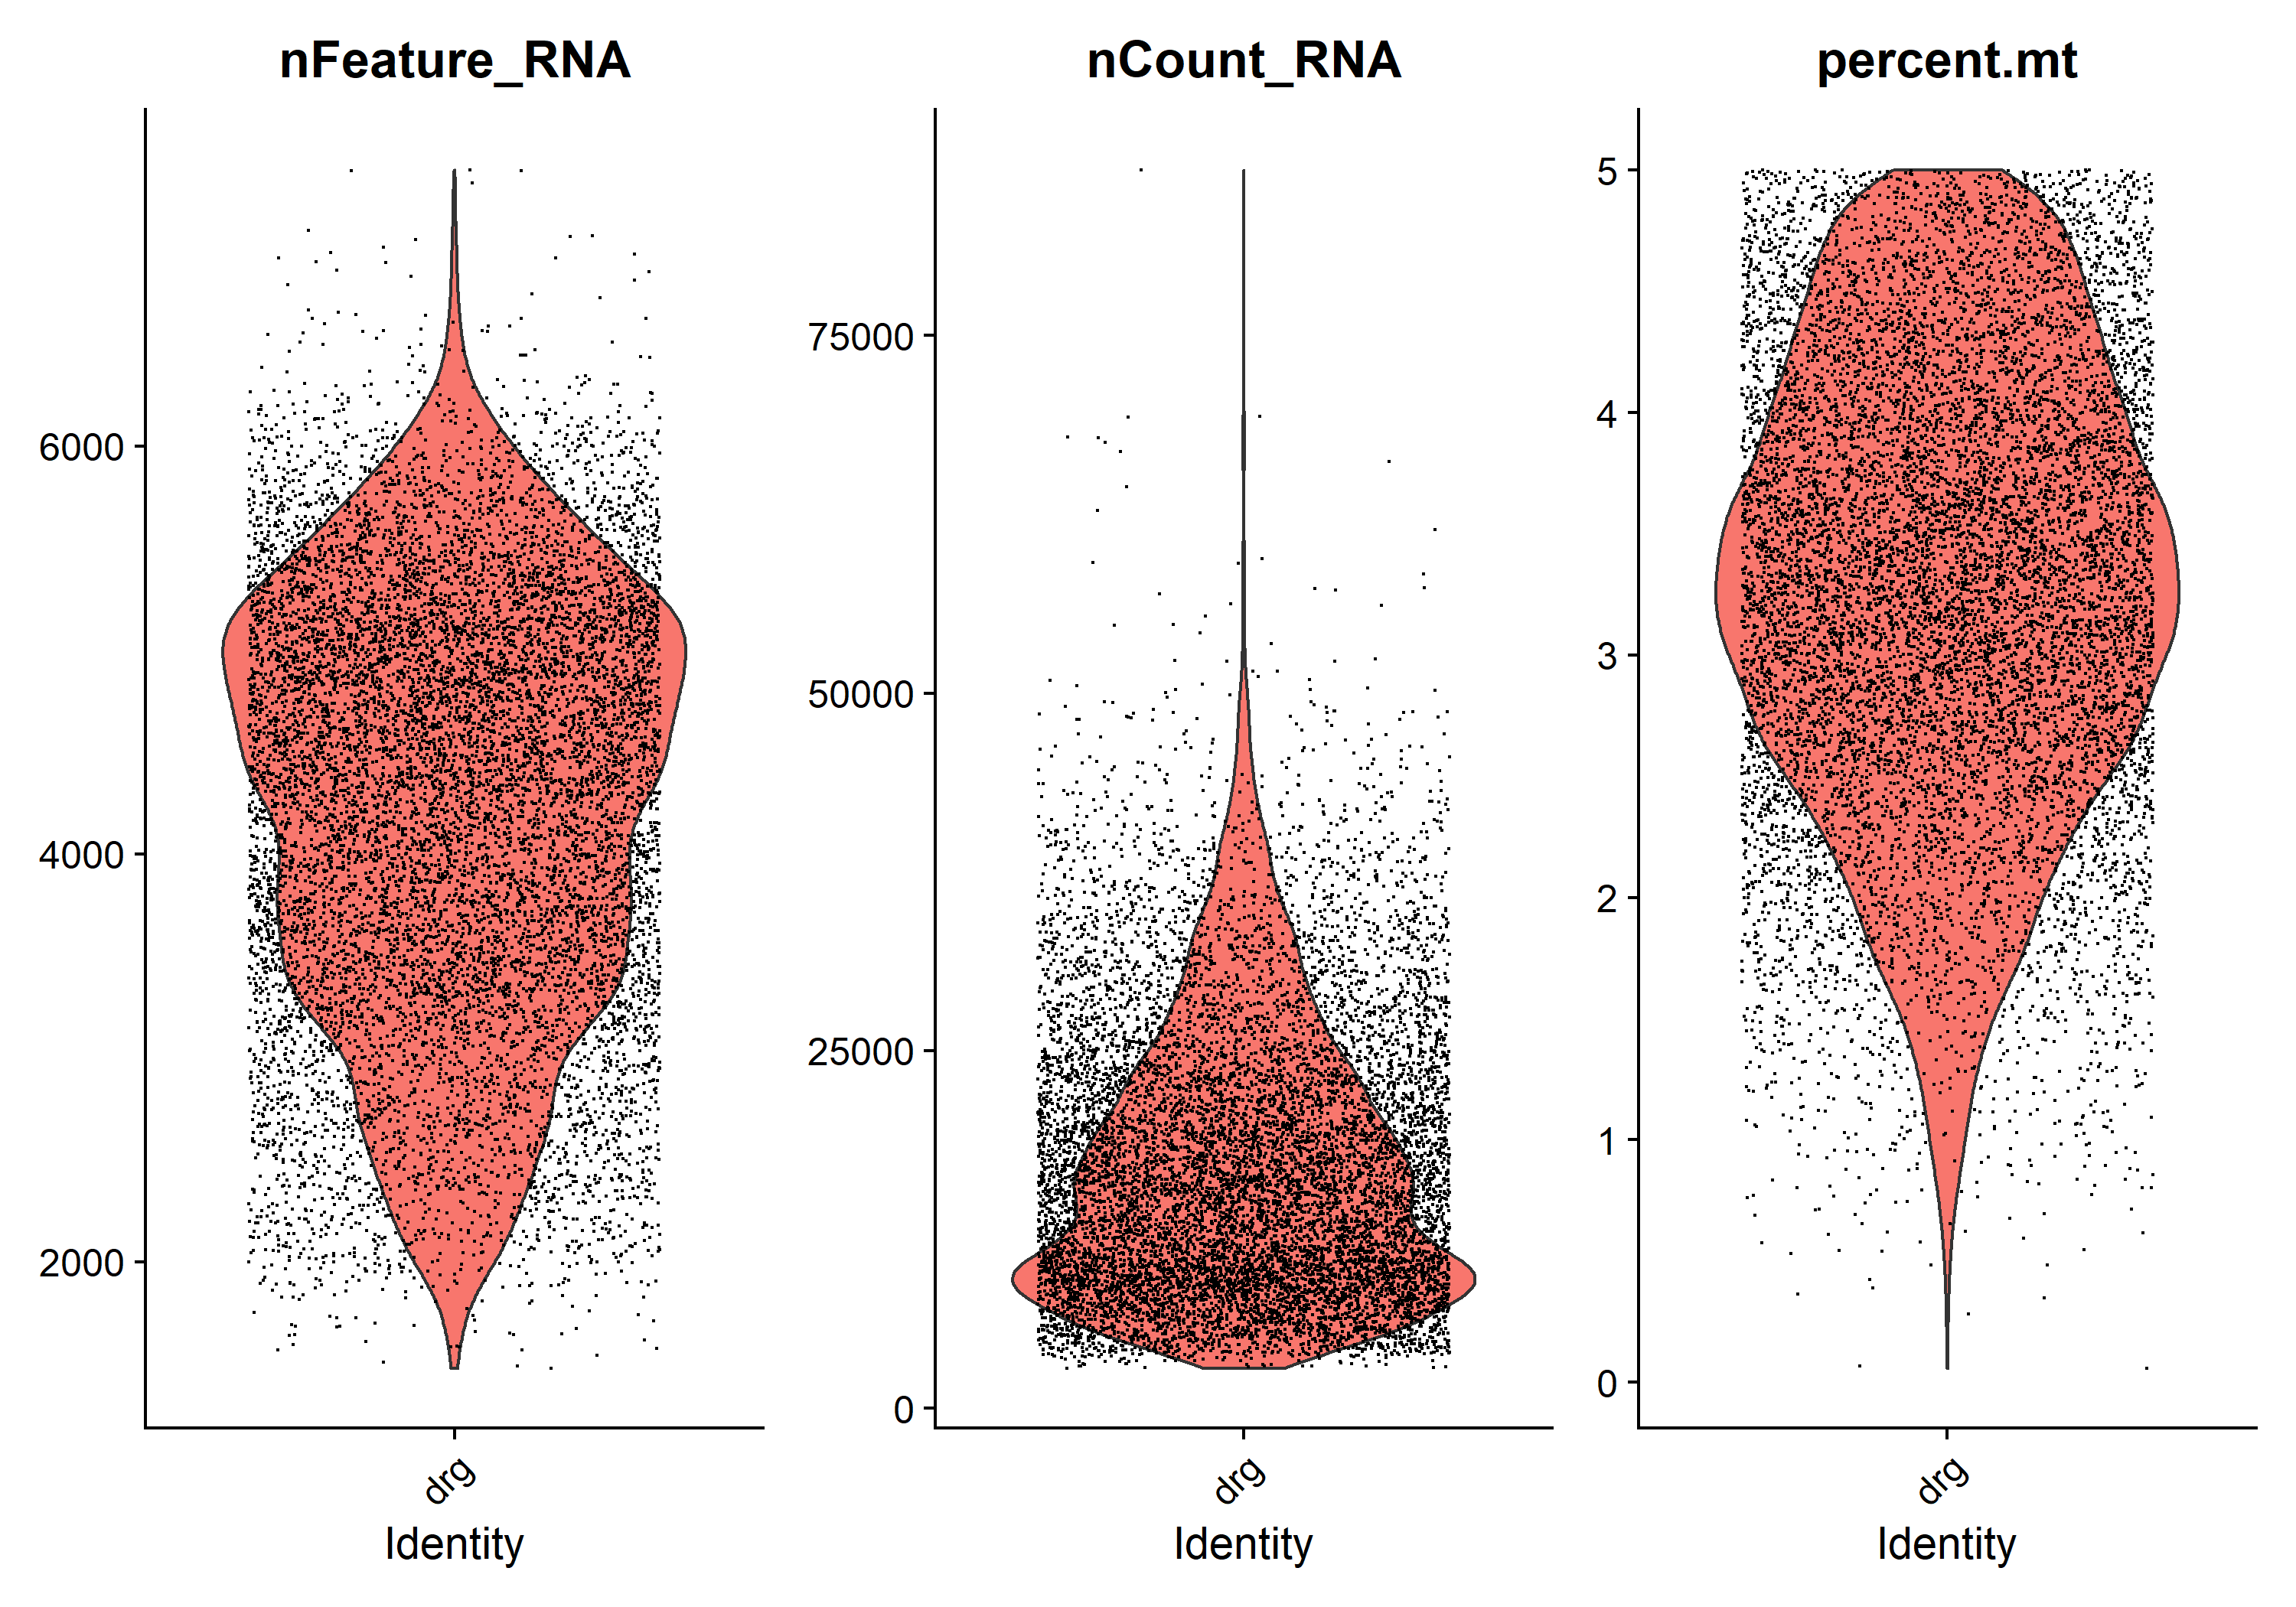 nFeature_RNA
6000
4000
2000
drg
Identity
nCount_RNA
75000
50000
25000
0
drg
Identity
percent.mt
5
4
3
2
1
0
drg
Identity